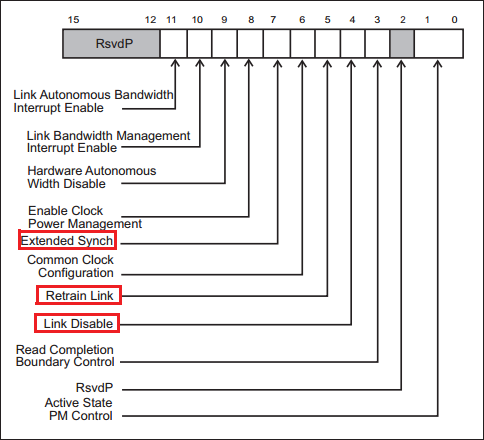 15 12 11 10 9 8 7 6 5 4 3 2 1 0
RsvdP
Link Autonomous Bandwidth
Interrupt Enable
Link Bandwidth Management
Interrupt Enable
Hardware Autonomous
Width Disable
Enable Clock
Power Management
Extended Synch
Common Clock
Configuration
Retrain Link
Link Disable
Read Completion
Boundary Control
RsvdP
Active State
PM Control